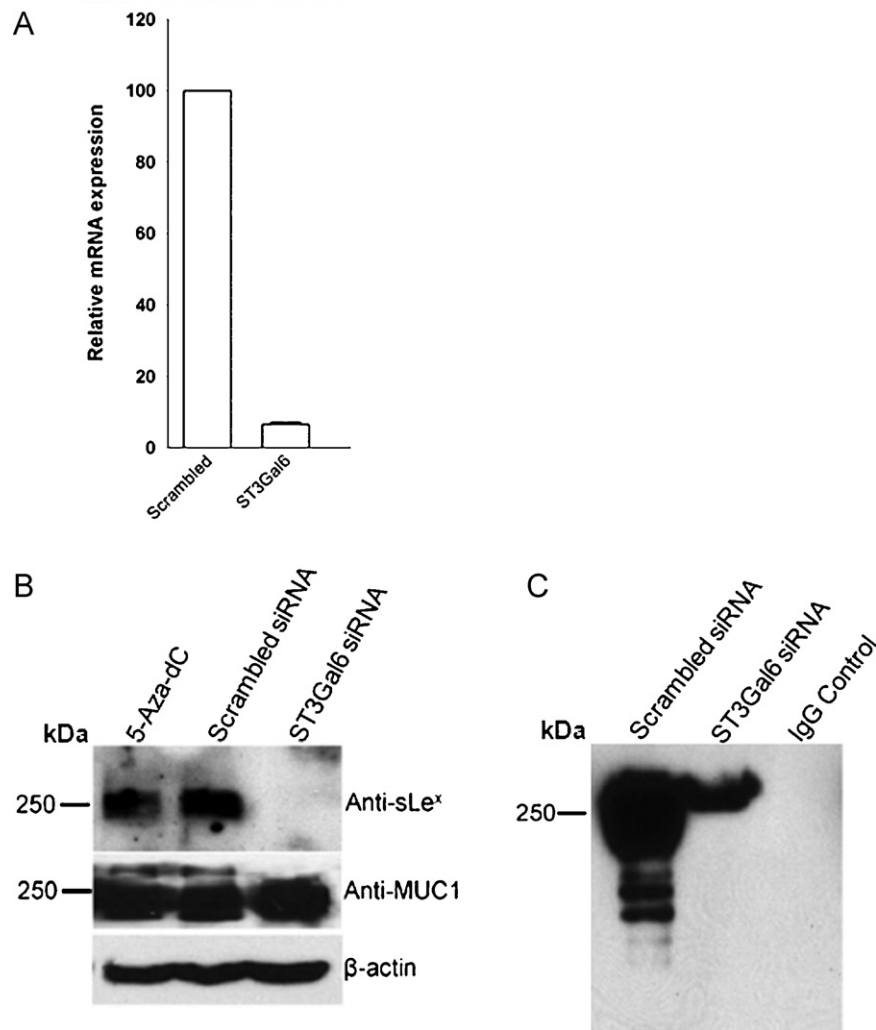 A
Relative mRNA expression
120
100
80
60
40
20
0
Scrambled
ST3Gal6
B
kDa
5-Aza-dC
Scrambled siRNA
ST3Gal6 siRNA
250
Anti-sLeˣ
250
Anti-MUC1
β-actin
C
kDa
Scrambled siRNA
ST3Gal6 siRNA
IgG Control
250